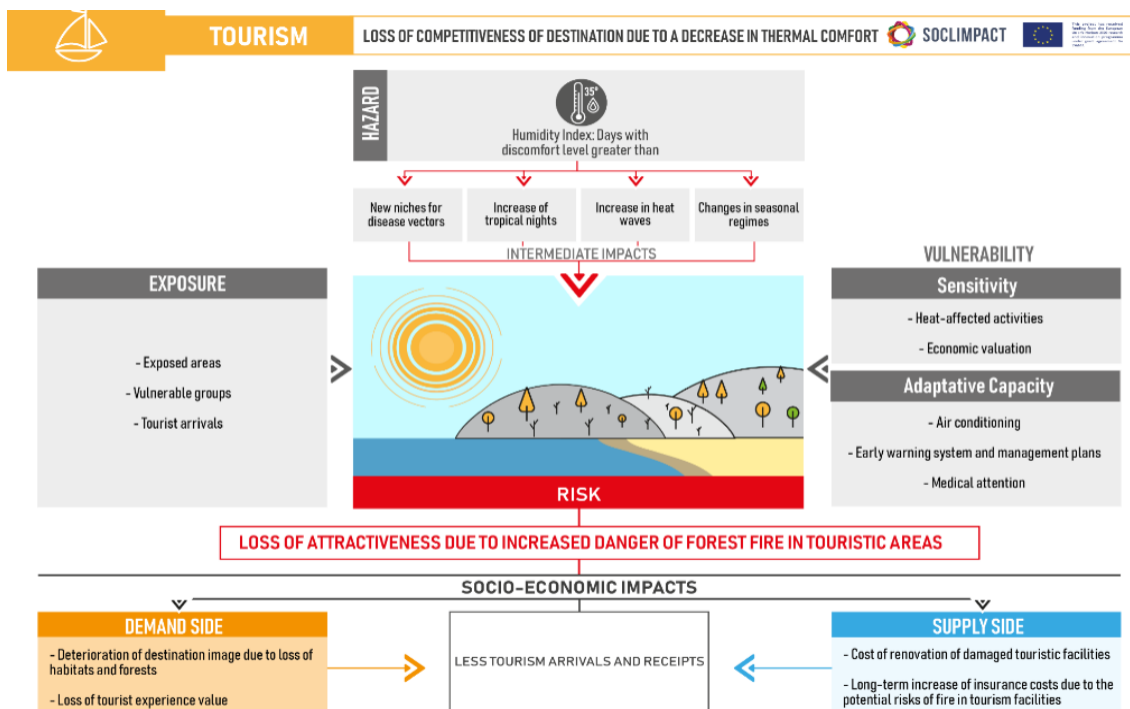 TOURISM
LOSS OF COMPETITIVENESS OF DESTINATION DUE TO A DECREASE IN THERMAL COMFORT
SOCLIMPACT
HAZARD
35°
Humidity Index: Days with
discomfort level greater than
New niches for
disease vectors
Increase of
tropical nights
Increase in heat
waves
Changes in seasonal
regimes
INTERMEDIATE IMPACTS
EXPOSURE
- Exposed areas
- Vulnerable groups
- Tourist arrivals
VULNERABILITY
Sensitivity
- Heat-affected activities
- Economic valuation
Adaptative Capacity
- Air conditioning
- Early warning system and management plans
- Medical attention
RISK
LOSS OF ATTRACTIVENESS DUE TO INCREASED DANGER OF FOREST FIRE IN TOURISTIC AREAS
SOCIO-ECONOMIC IMPACTS
DEMAND SIDE
- Deterioration of destination image due to loss of
habitats and forests
- Loss of tourist experience value
LESS TOURISM ARRIVALS AND RECEIPTS
SUPPLY SIDE
- Cost of renovation of damaged touristic facilities
- Long-term increase of insurance costs due to the
potential risks of fire in tourism facilities